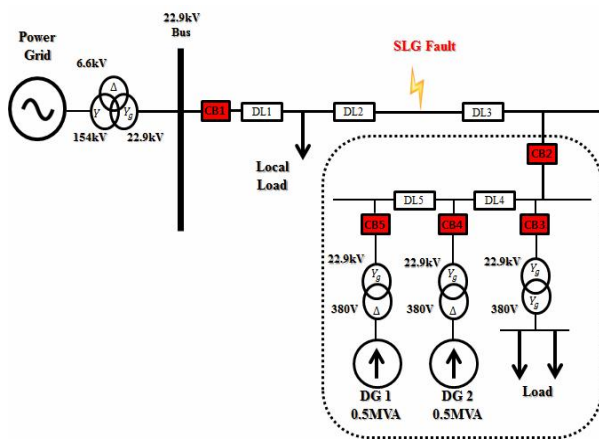 Power
Grid
22.9kV
Bus
SLG Fault
6.6kV
Δ
Y
Yg
154kV
22.9kV
CB1
DL1
DL2
DL3
Local
Load
CB2
DL5
DL4
CB5
CB4
CB3
22.9kV
Yg
22.9kV
Yg
22.9kV
Yg
380V
Δ
380V
Δ
380V
Yg
DG 1
0.5MVA
DG 2
0.5MVA
Load